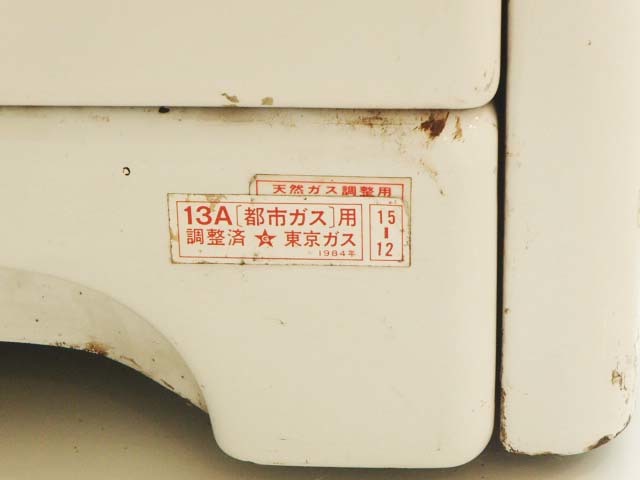 天然ガス調整用
13A[都市ガス]用
調整済 東京ガス
1984年
15
12